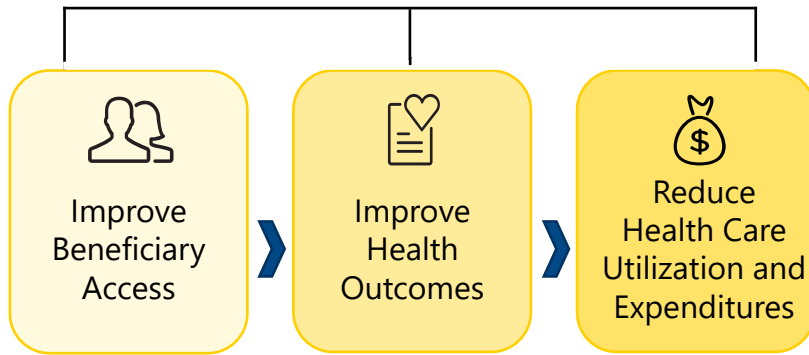 Improve
Beneficiary
Access
Improve
Health
Outcomes
$
Reduce
Health Care
Utilization and
Expenditures